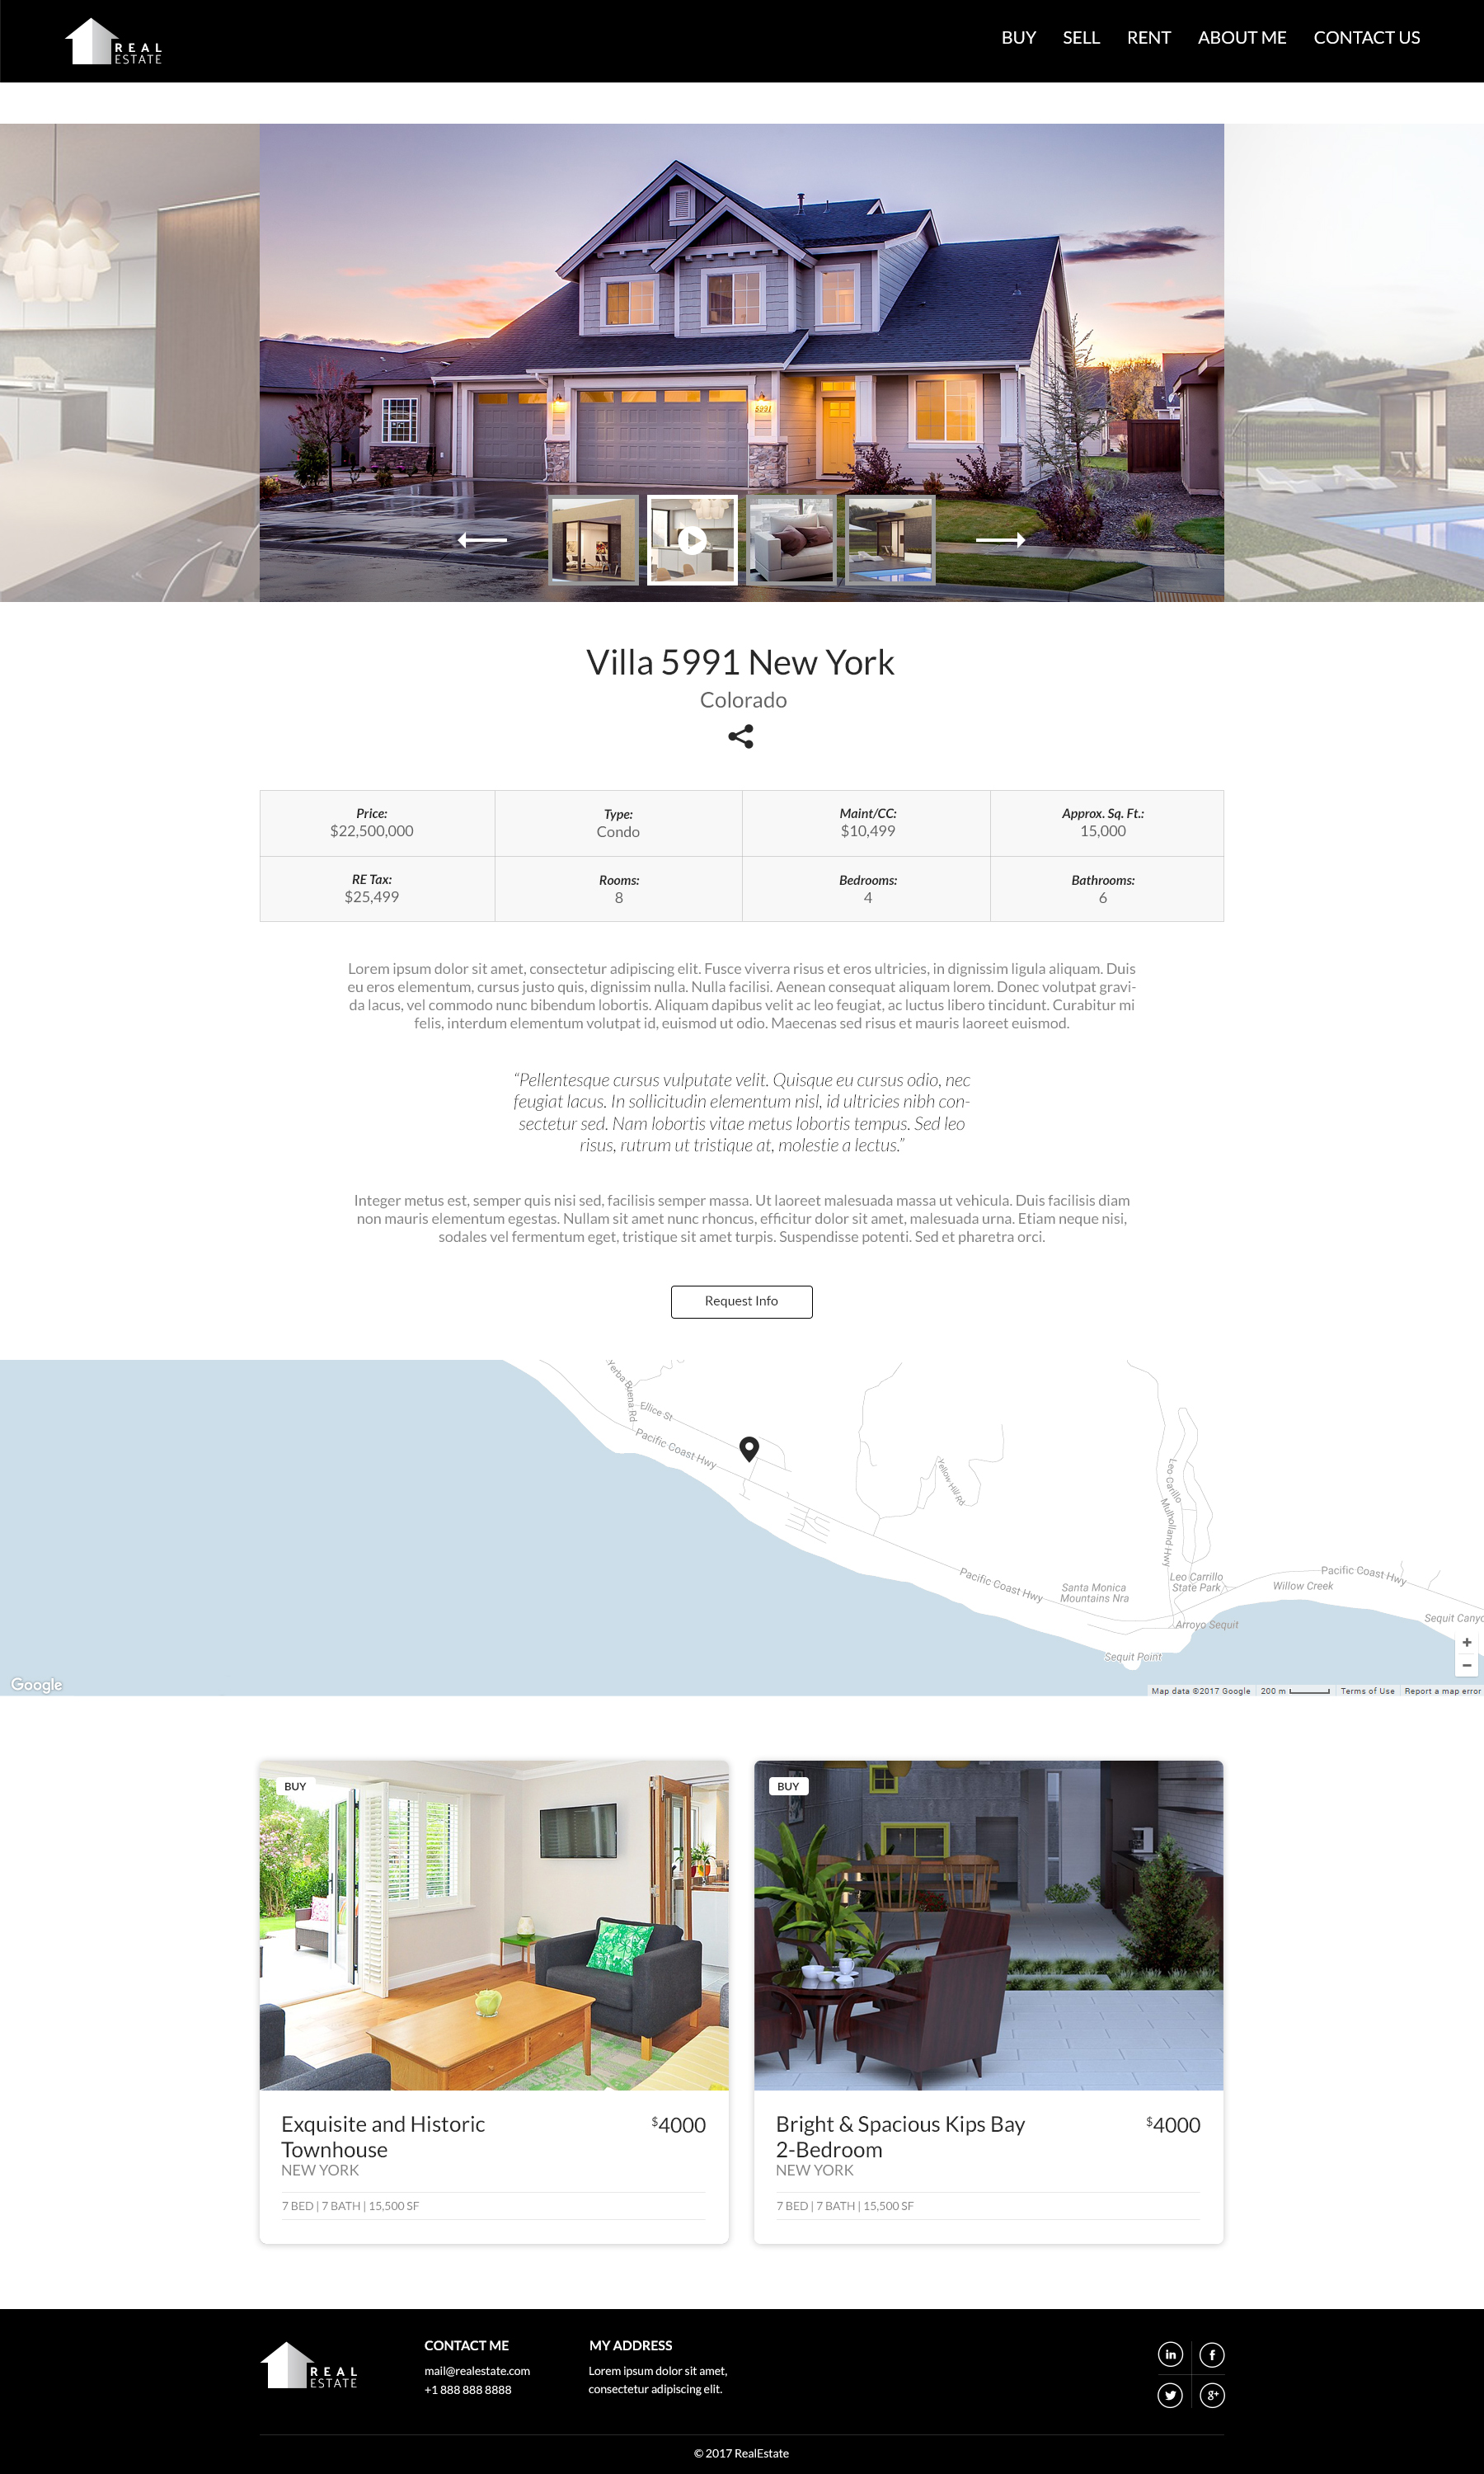 REAL
ESTATE
BUY SELL RENT ABOUT ME CONTACT US
5991
Villa 5991 New York
Colorado
Price: Type: Maint/CC: Approx. Sq. Ft.:
$22,500,000 Condo $10,499 15,000
RE Tax: Rooms: Bedrooms: Bathrooms:
$25,499 8 4 6
Lorem ipsum dolor sit amet, consectetur adipiscing elit. Fusce viverra risus et eros ultricies, in dignissim ligula aliquam. Duis
eu eros elementum, cursus justo quis, dignissim nulla. Nulla facilisi. Aenean consequat aliquam lorem. Donec volutpat gravi-
da lacus, vel commodo nunc bibendum lobortis. Aliquam dapibus velit ac leo feugiat, ac luctus libero tincidunt. Curabitur mi
felis, interdum elementum volutpat id, euismod ut odio. Maecenas sed risus et mauris laoreet euismod.
“Pellentesque cursus vulputate velit. Quisque eu cursus odio, nec
feugiat lacus. In sollicitudin elementum nisl, id ultricies nibh con-
sectetur sed. Nam lobortis vitae metus lobortis tempus. Sed leo
risus, rutrum ut tristique at, molestie a lectus.”
Integer metus est, semper quis nisi sed, facilisis semper massa. Ut laoreet malesuada massa ut vehicula. Duis facilisis diam
non mauris elementum egestas. Nullam sit amet nunc rhoncus, efficitur dolor sit amet, malesuada urna. Etiam neque nisi,
sodales vel fermentum eget, tristique sit amet turpis. Suspendisse potenti. Sed et pharetra orci.
Request Info
Yerba Buena Rd
Ellice St
Pacific Coast Hwy
Yellow Hill Rd
Leo Carillo
Mulholland Hwy
Pacific Coast Hwy
Santa Monica
Mountains Nra
Leo Carrillo
State Park
Willow Creek
Pacific Coast Hwy
Arroyo Sequit
Sequit Canyo
Sequit Point
+
−
Google
Map data ©2017 Google 200 m Terms of Use Report a map error
BUY
BUY
Exquisite and Historic
Townhouse
$4000
NEW YORK
7 BED | 7 BATH | 15,500 SF
Bright & Spacious Kips Bay
2-Bedroom
$4000
NEW YORK
7 BED | 7 BATH | 15,500 SF
REAL
ESTATE
CONTACT ME
mail@realestate.com
+1 888 888 8888
MY ADDRESS
Lorem ipsum dolor sit amet,
consectetur adipiscing elit.
in f
g+
© 2017 RealEstate